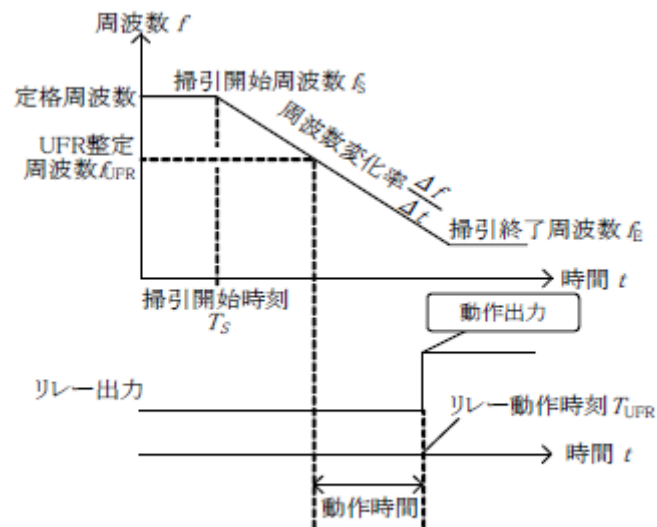 周波数 f
掃引開始周波数 fS
定格周波数
UFR整定
周波数fUFR
周波数変化率 Δf/Δt
掃引終了周波数 fE
時間 t
掃引開始時刻
TS
動作出力
リレー出力
リレー動作時刻 TUFR
時間 t
動作時間